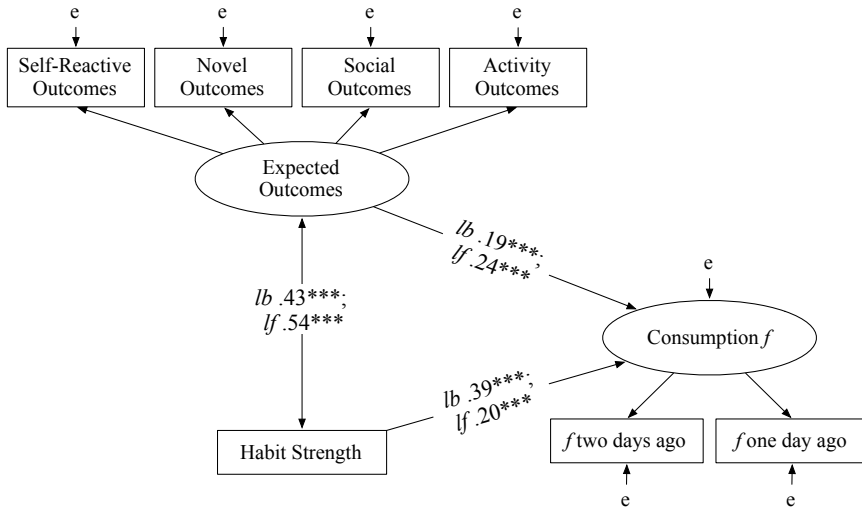 e e e e
Self-Reactive Outcomes
Novel Outcomes
Social Outcomes
Activity Outcomes
Expected
Outcomes
lb .19***;
lf .24***
e
lb .43***;
lf .54***
Consumption f
lb .39***;
lf .20***
Habit Strength
f two days ago
f one day ago
e e